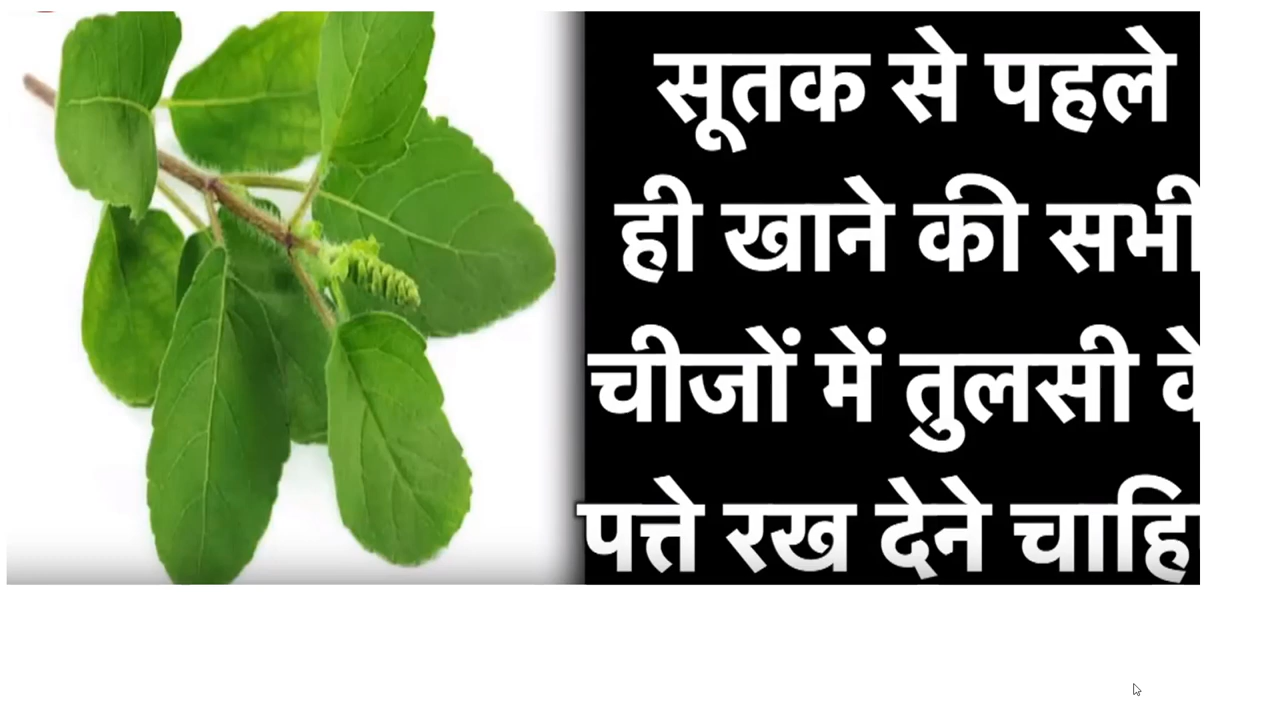 सूतक से पहले
ही खाने की सभी
चीजों में तुलसी के
पत्ते रख देने चाहि